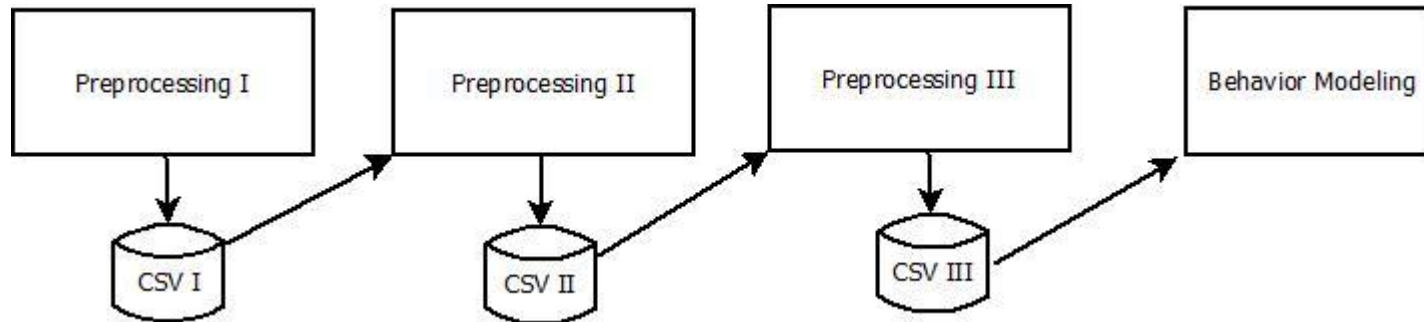 Preprocessing I
Preprocessing II
Preprocessing III
Behavior Modeling
CSV I
CSV II
CSV III